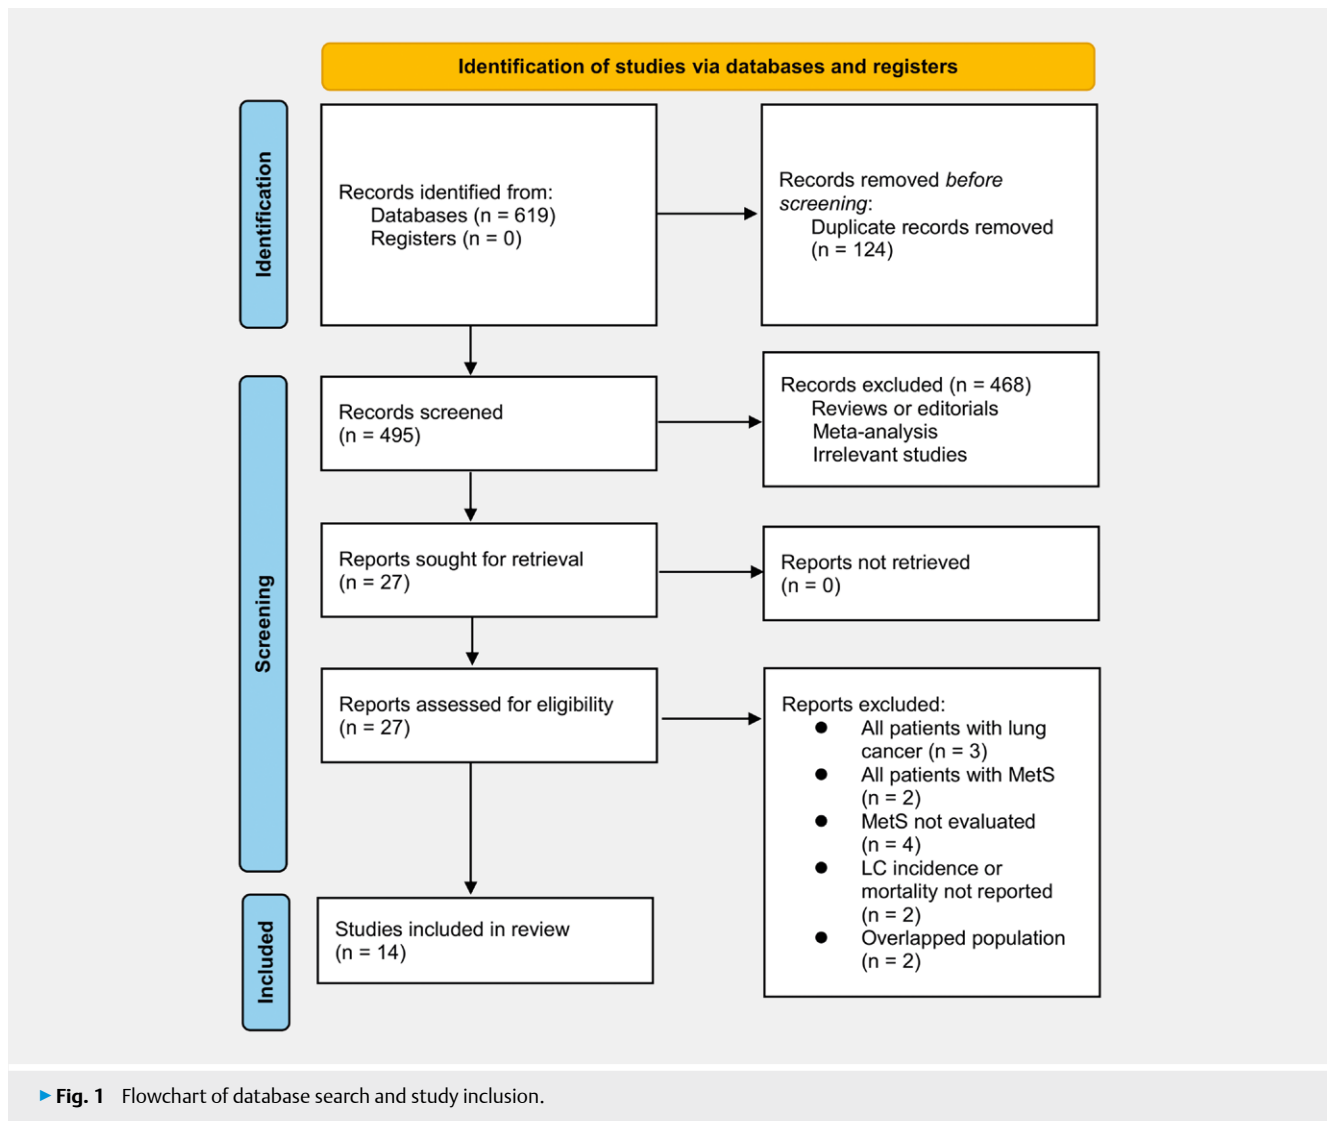 Identification of studies via databases and registers
Identification
Records identified from:
Databases (n = 619)
Registers (n = 0)
Records removed before
screening:
Duplicate records removed
(n = 124)
Screening
Records screened
(n = 495)
Records excluded (n = 468)
Reviews or editorials
Meta-analysis
Irrelevant studies
Reports sought for retrieval
(n = 27)
Reports not retrieved
(n = 0)
Reports assessed for eligibility
(n = 27)
Reports excluded:
● All patients with lung
cancer (n = 3)
● All patients with MetS
(n = 2)
● MetS not evaluated
(n = 4)
● LC incidence or
mortality not reported
(n = 2)
● Overlapped population
(n = 2)
Included
Studies included in review
(n = 14)
▶ Fig. 1 Flowchart of database search and study inclusion.